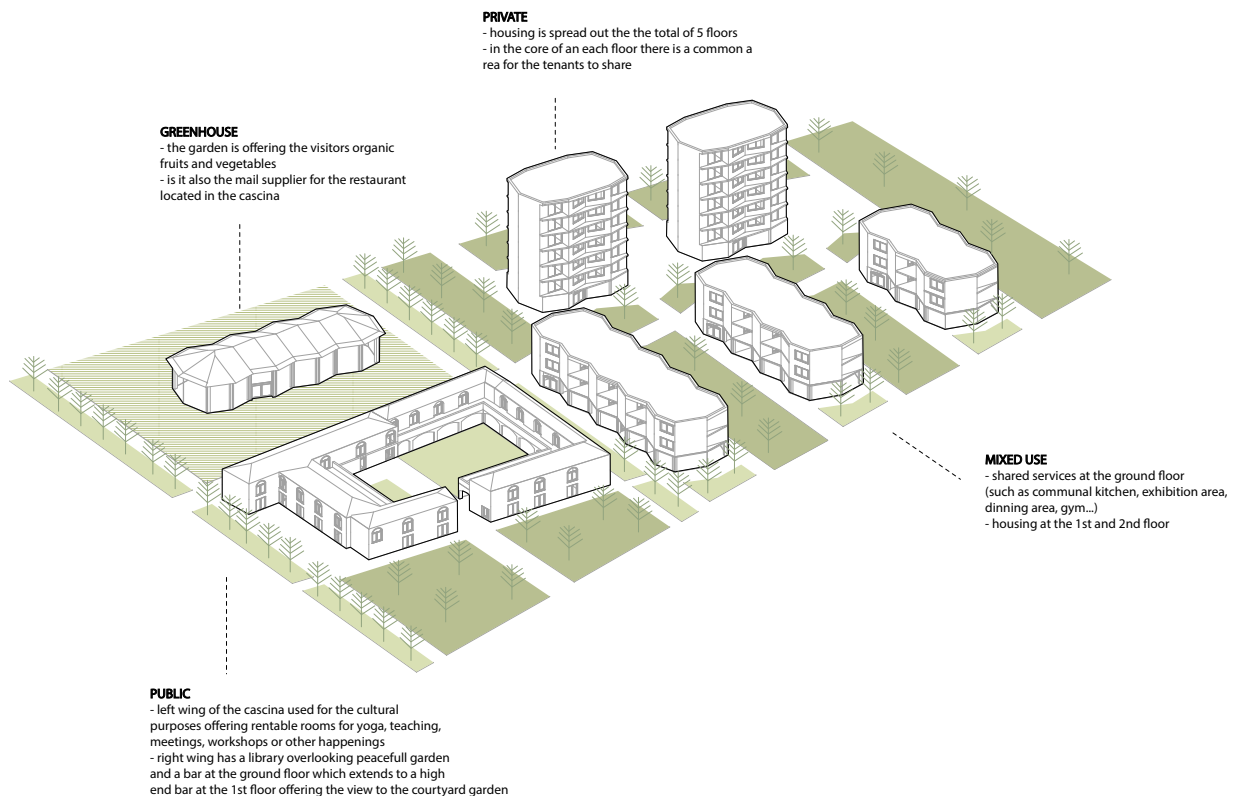 PRIVATE
- housing is spread out the the total of 5 floors
- in the core of an each floor there is a common a
rea for the tenants to share
GREENHOUSE
- the garden is offering the visitors organic
fruits and vegetables
- is it also the mail supplier for the restaurant
located in the cascina
MIXED USE
- shared services at the ground floor
(such as communal kitchen, exhibition area,
dinning area, gym...)
- housing at the 1st and 2nd floor
PUBLIC
- left wing of the cascina used for the cultural
purposes offering rentable rooms for yoga, teaching,
meetings, workshops or other happenings
- right wing has a library overlooking peacefull garden
and a bar at the ground floor which extends to a high
end bar at the 1st floor offering the view to the courtyard garden